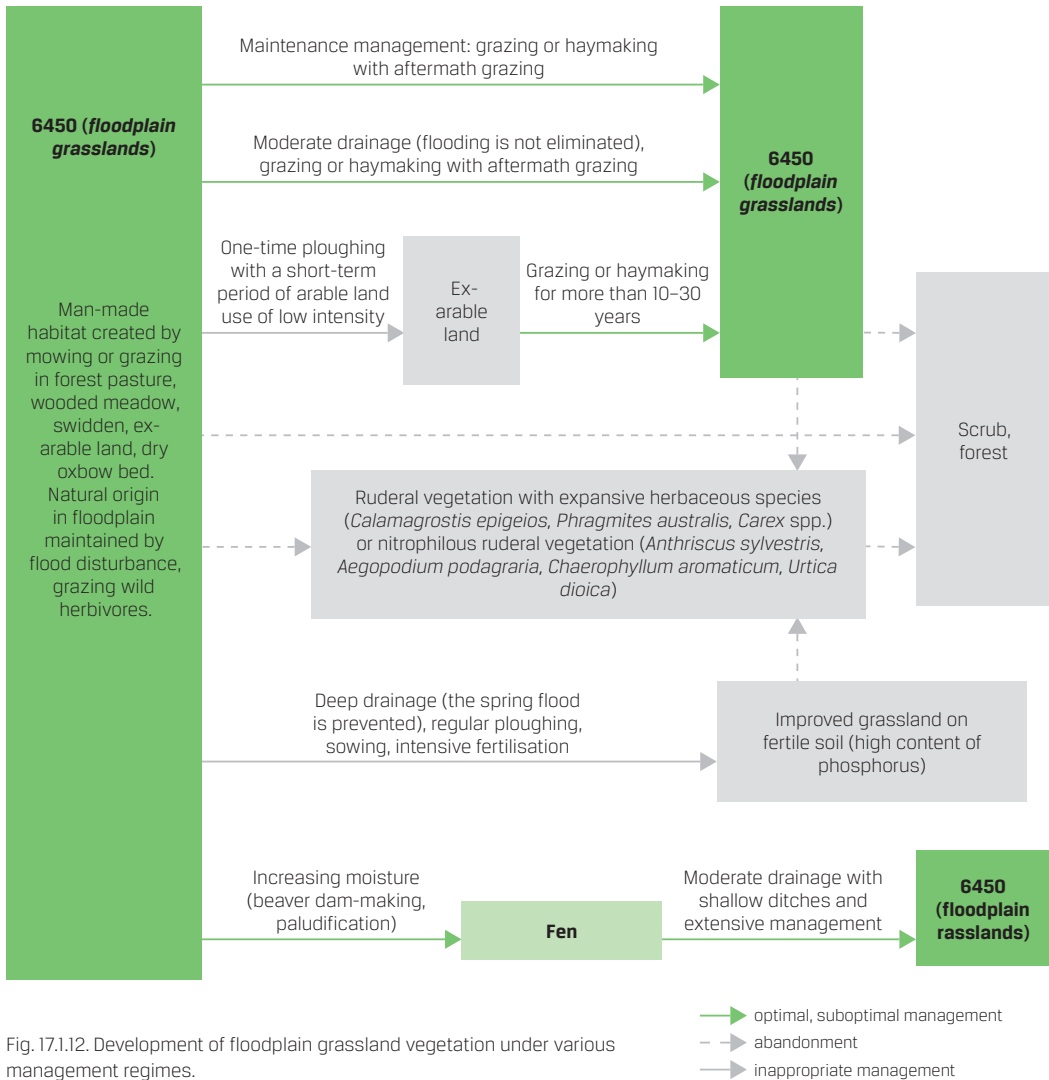 Maintenance management: grazing or haymaking
with aftermath grazing
6450 (floodplain
grasslands)
Moderate drainage (flooding is not eliminated),
grazing or haymaking with aftermath grazing
6450
(floodplain
grasslands)
One-time ploughing
with a short-term
period of arable land
use of low intensity
Ex-
arable
land
Grazing or haymaking
for more than 10–30
years
Man-made
habitat created by
mowing or grazing
in forest pasture,
wooded meadow,
swidden, ex-
arable land, dry
oxbow bed.
Natural origin
in floodplain
maintained by
flood disturbance,
grazing wild
herbivores.
Scrub,
forest
Ruderal vegetation with expansive herbaceous species
(Calamagrostis epigeios, Phragmites australis, Carex spp.)
or nitrophilous ruderal vegetation (Anthriscus sylvestris,
Aegopodium podagraria, Chaerophyllum aromaticum, Urtica
dioica)
Deep drainage (the spring flood
is prevented), regular ploughing,
sowing, intensive fertilisation
Improved grassland on
fertile soil (high content of
phosphorus)
Increasing moisture
(beaver dam-making,
paludification)
Fen
Moderate drainage with
shallow ditches and
extensive management
6450
(floodplain
rasslands)
optimal, suboptimal management
abandonment
inappropriate management
Fig. 17.1.12. Development of floodplain grassland vegetation under various
management regimes.